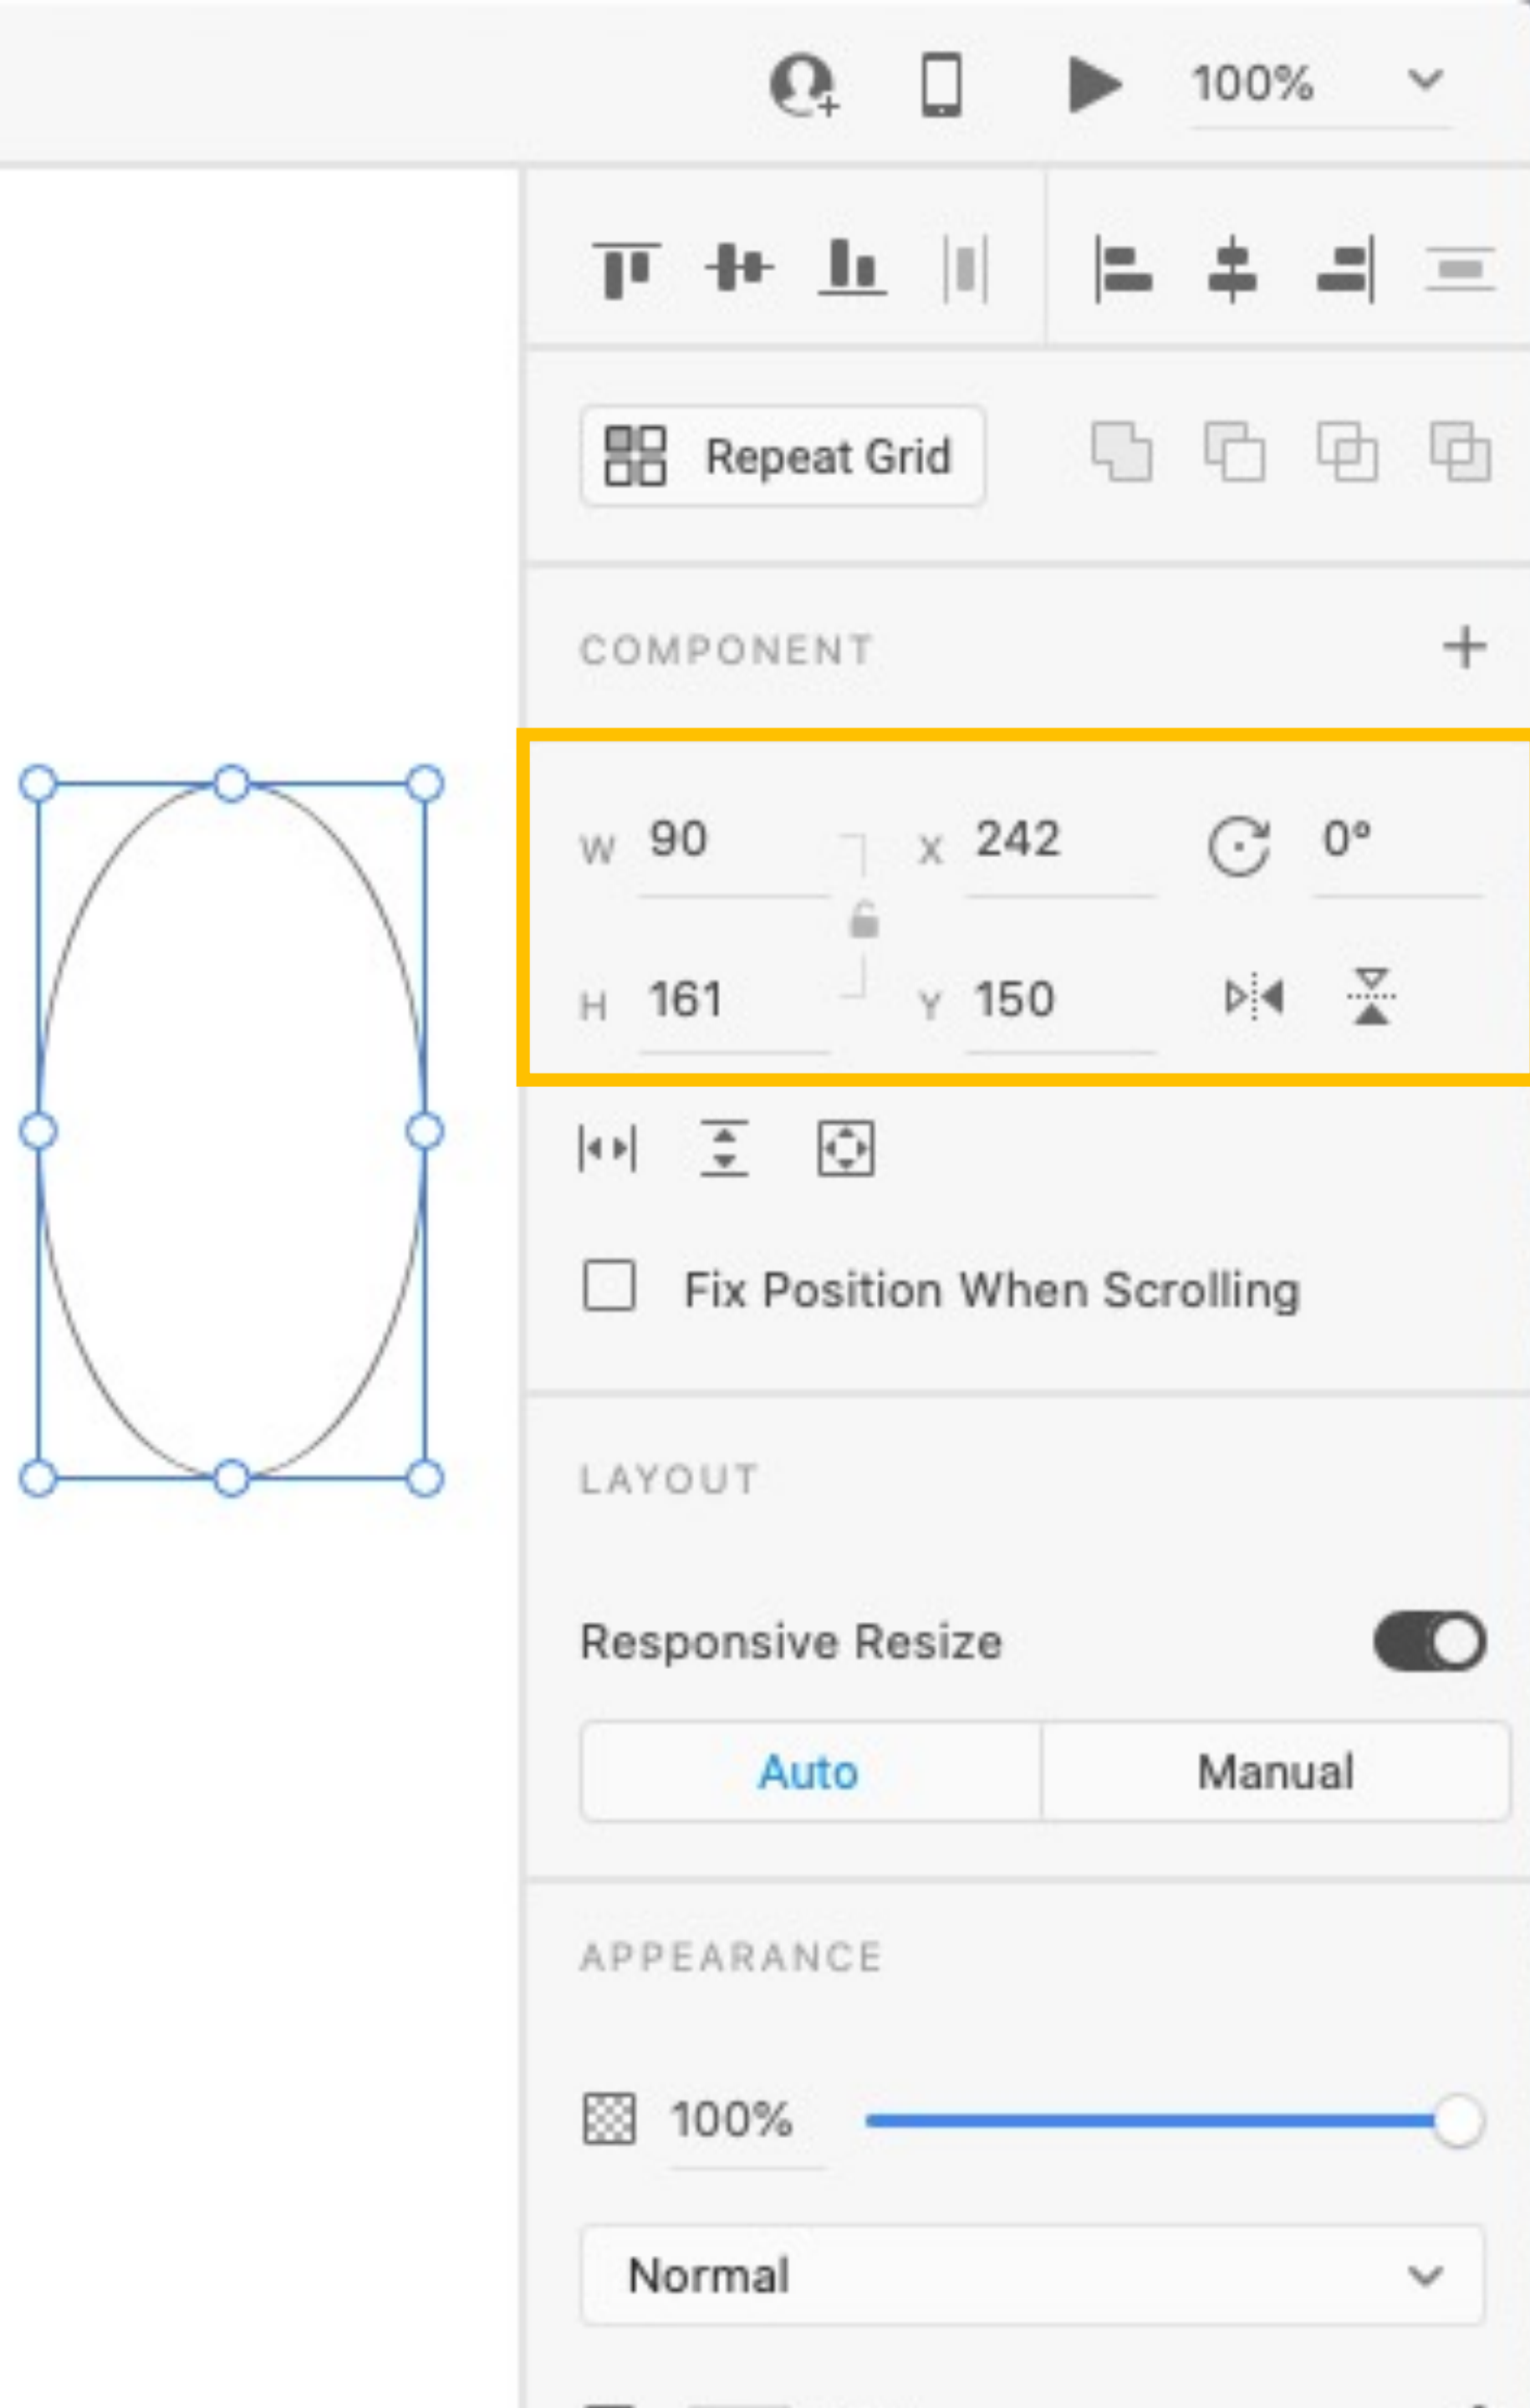 100%
Repeat Grid
COMPONENT
W 90 X 242 0°
H 161 Y 150
Fix Position When Scrolling
LAYOUT
Responsive Resize
Auto Manual
APPEARANCE
100%
Normal